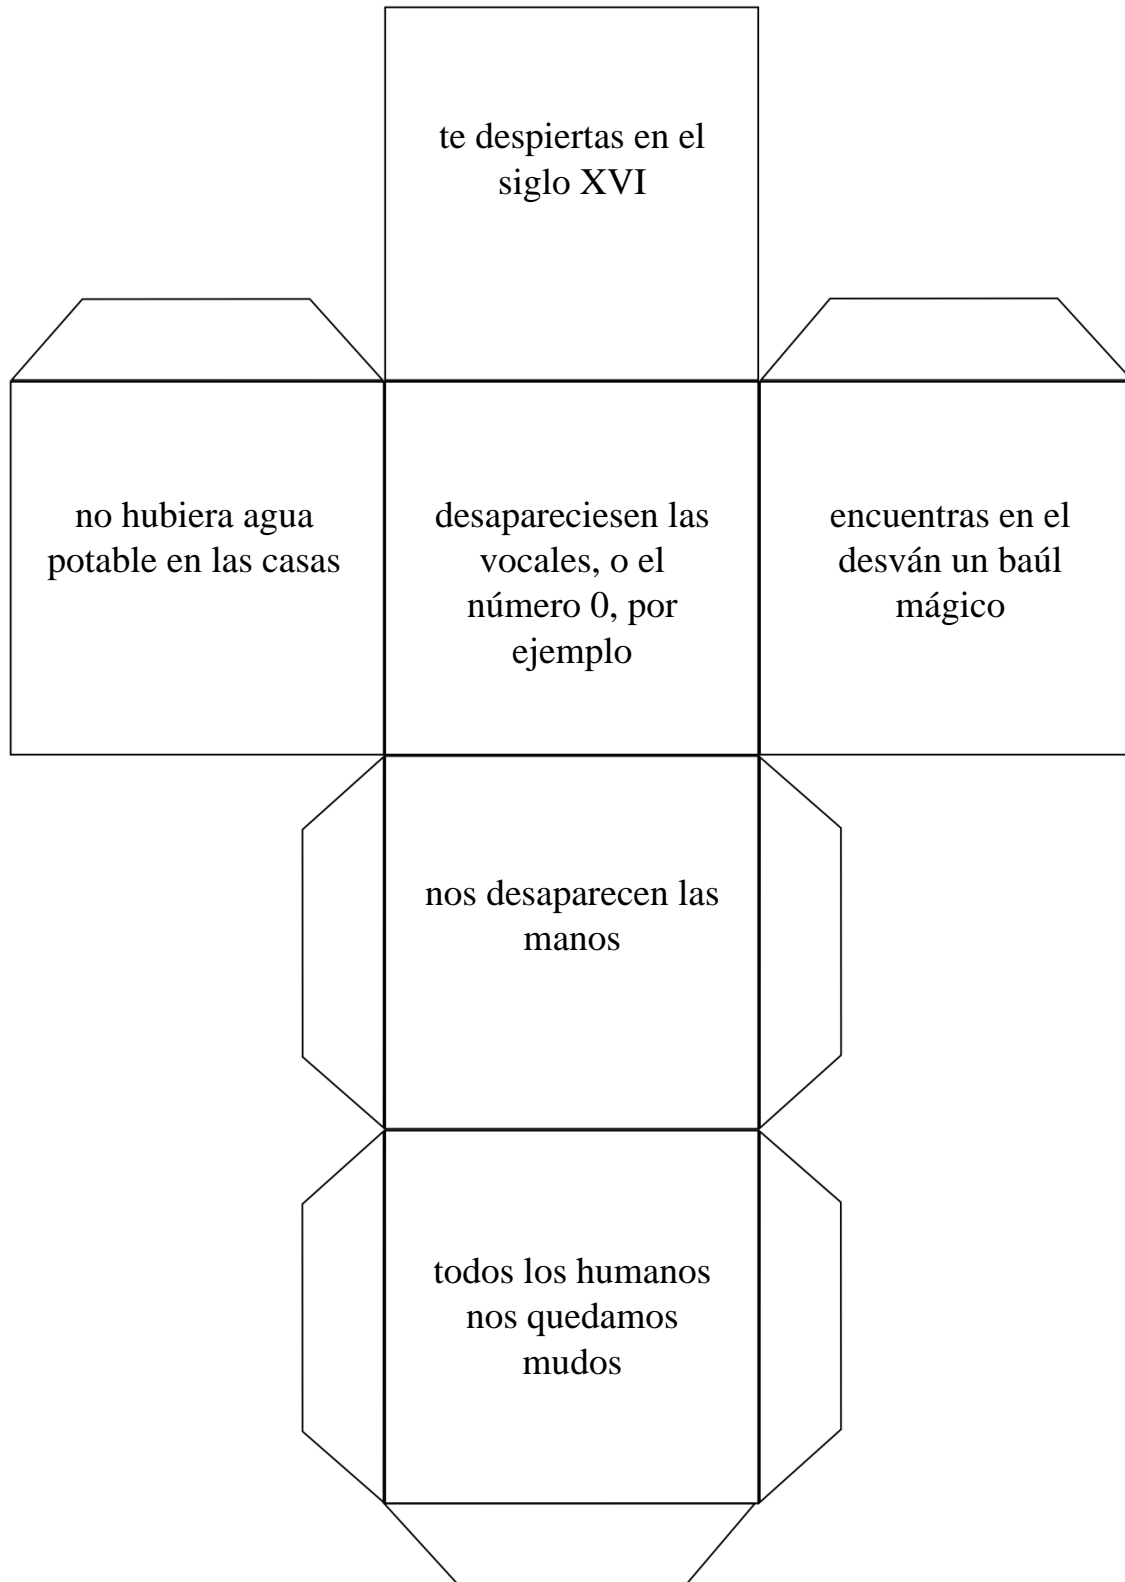 te despiertas en el
siglo XVI
no hubiera agua
potable en las casas
desapareciesen las
vocales, o el
número 0, por
ejemplo
encuentras en el
desván un baúl
mágico
nos desaparecen las
manos
todos los humanos
nos quedamos
mudos